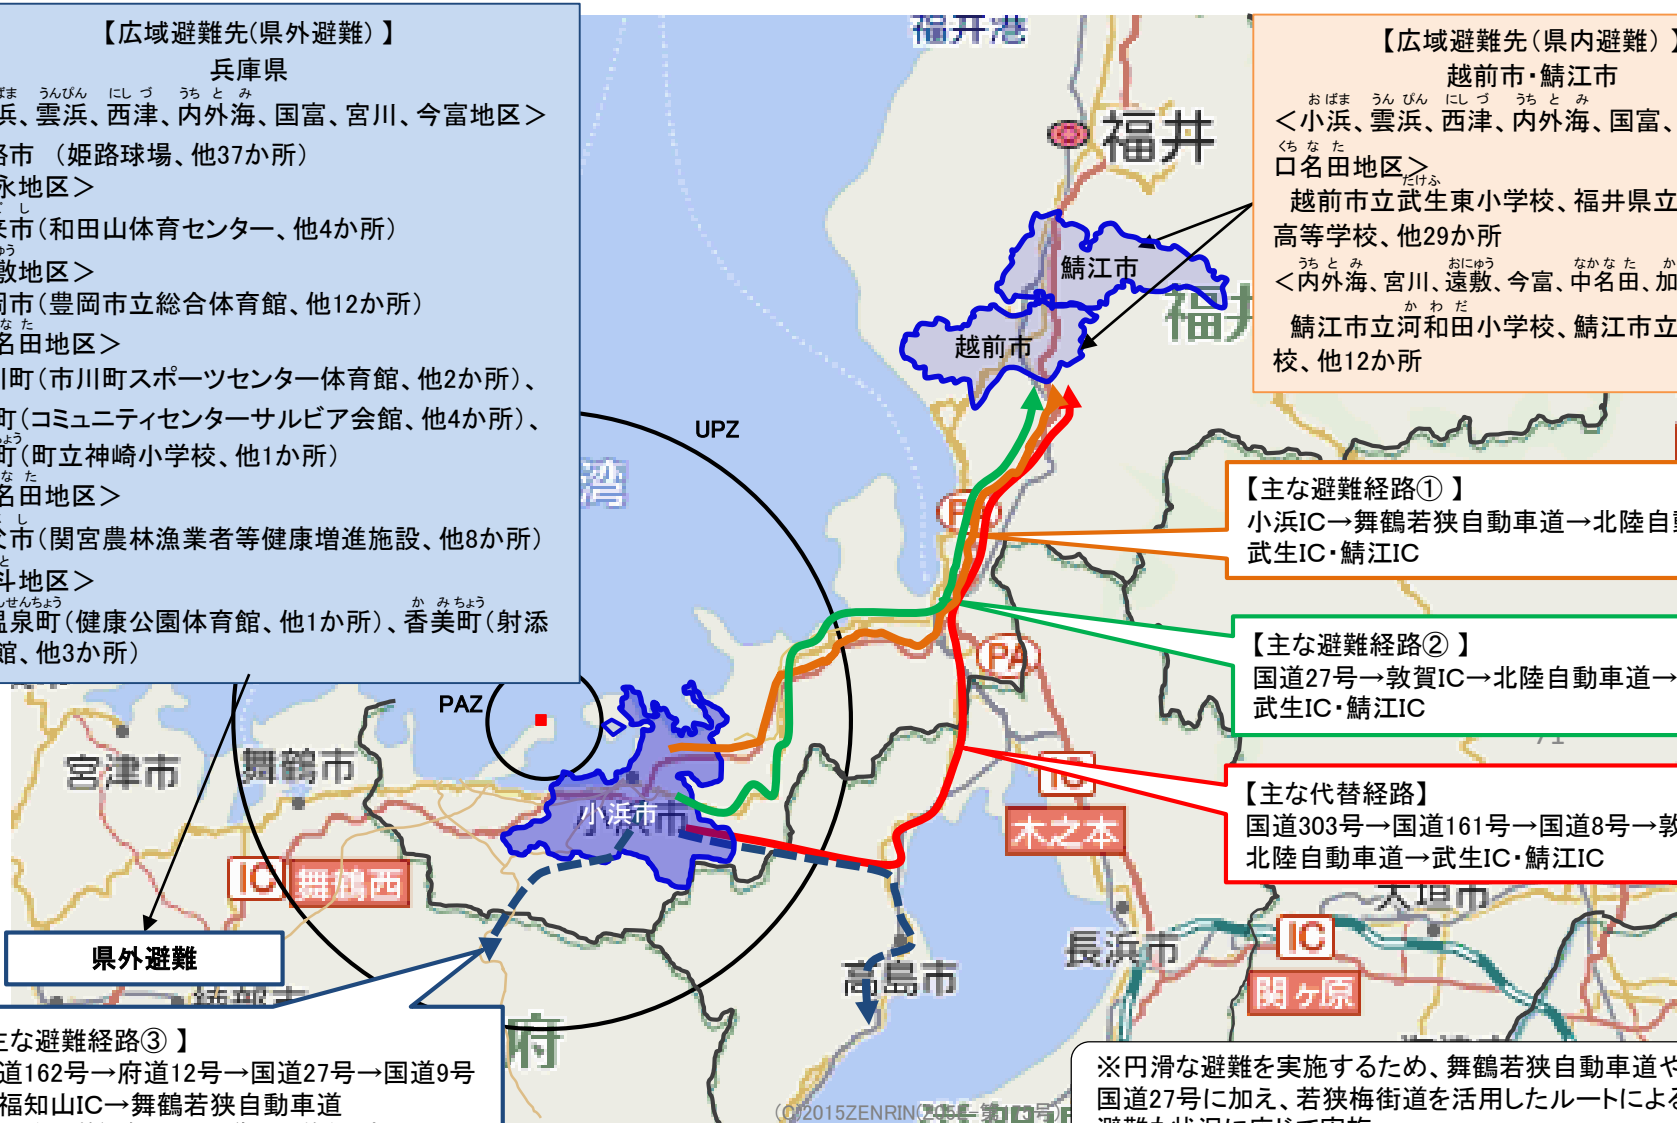 【広域避難先(県外避難) 】
兵庫県
浜、雲浜、西津、内外海、国富、宮川、今富地区＞
路市 （姫路球場、他37か所）
永地区＞
来市（和田山体育センター、他4か所）
敷地区＞
岡市（豊岡市立総合体育館、他12か所）
名田地区＞
川町（市川町スポーツセンター体育館、他2か所）、
町（コミュニティセンターサルビア会館、他4か所）、
町（町立神崎小学校、他1か所）
名田地区＞
父市（関宮農林漁業者等健康増進施設、他8か所）
斗地区＞
温泉町（健康公園体育館、他1か所）、香美町（射添
館、他3か所）
【広域避難先（県内避難）】
越前市・鯖江市
＜小浜、雲浜、西津、内外海、国富、
口名田地区＞
越前市立武生東小学校、福井県立
高等学校、他29か所
＜内外海、宮川、遠敷、今富、中名田、加
鯖江市立河和田小学校、鯖江市立
校、他12か所
福井港
福井
鯖江市
越前市
UPZ
湾
PA
【主な避難経路① 】
小浜IC→舞鶴若狭自動車道→北陸自動
武生IC・鯖江IC
【主な避難経路② 】
国道27号→敦賀IC→北陸自動車道→
武生IC・鯖江IC
PA
PAZ
【主な代替経路】
国道303号→国道161号→国道8号→敦
北陸自動車道→武生IC・鯖江IC
宮津市
舞鶴市
小浜市
小浜市
IC
木之本
IC
舞鶴西
大垣市
県外避難
高島市
長浜市
IC
関ヶ原
府
主な避難経路③ 】
道162号→府道12号→国道27号→国道9号
福知山IC→舞鶴若狭自動車道
※円滑な避難を実施するため、舞鶴若狭自動車道や
国道27号に加え、若狭梅街道を活用したルートによる